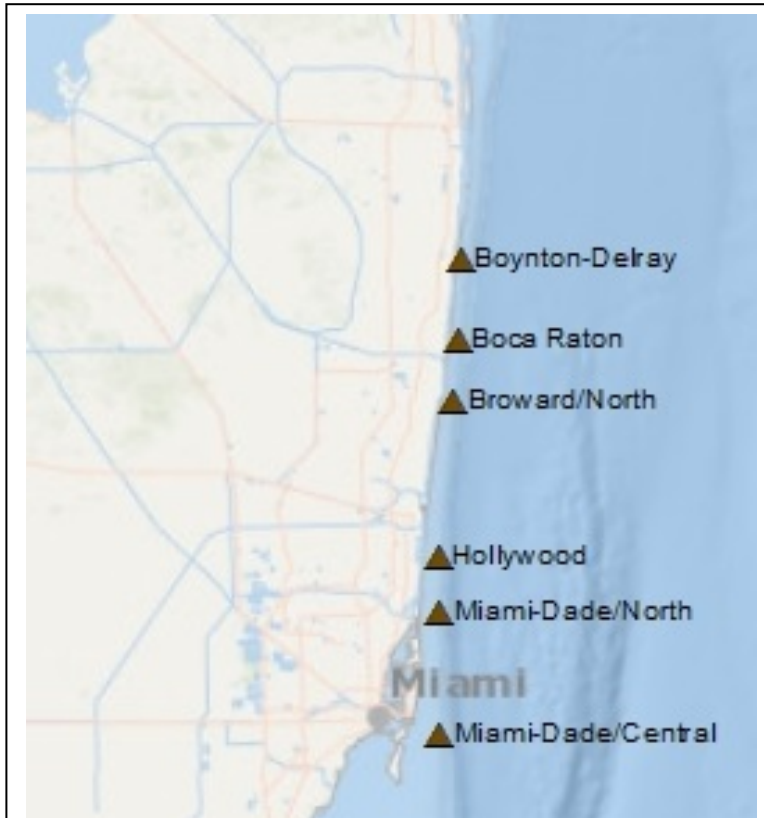 Boynton-Delray
Boca Raton
Broward/North
Hollywood
Miami-Dade/North
Miami
Miami-Dade/Central